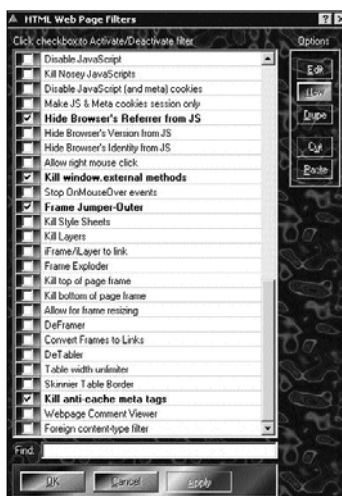 HTML Web Page Filters
Click checkbox to Activate/Deactivate filter
Options
Disable JavaScript
Kill Nosey JavaScripts
Disable JavaScript (and meta) cookies
Make JS & Meta cookies session only
Hide Browser's Referrer from JS
Hide Browser's Version from JS
Hide Browser's Identity from JS
Allow right mouse click
Kill window.external methods
Stop OnMouseOver events
Frame Jumper-Outer
Kill Style Sheets
Kill Layers
iFrame/iLayer to link
Frame Exploder
Kill top of page frame
Kill bottom of page frame
Allow for frame resizing
DeFramer
Convert Frames to Links
DeTabler
Table width unlimiter
Skinnier Table Border
Kill anti-cache meta tags
Webpage Comment Viewer
Foreign content-type filter
Edit
New
Dupe
Cut
Paste
Find:
OK
Cancel
Apply